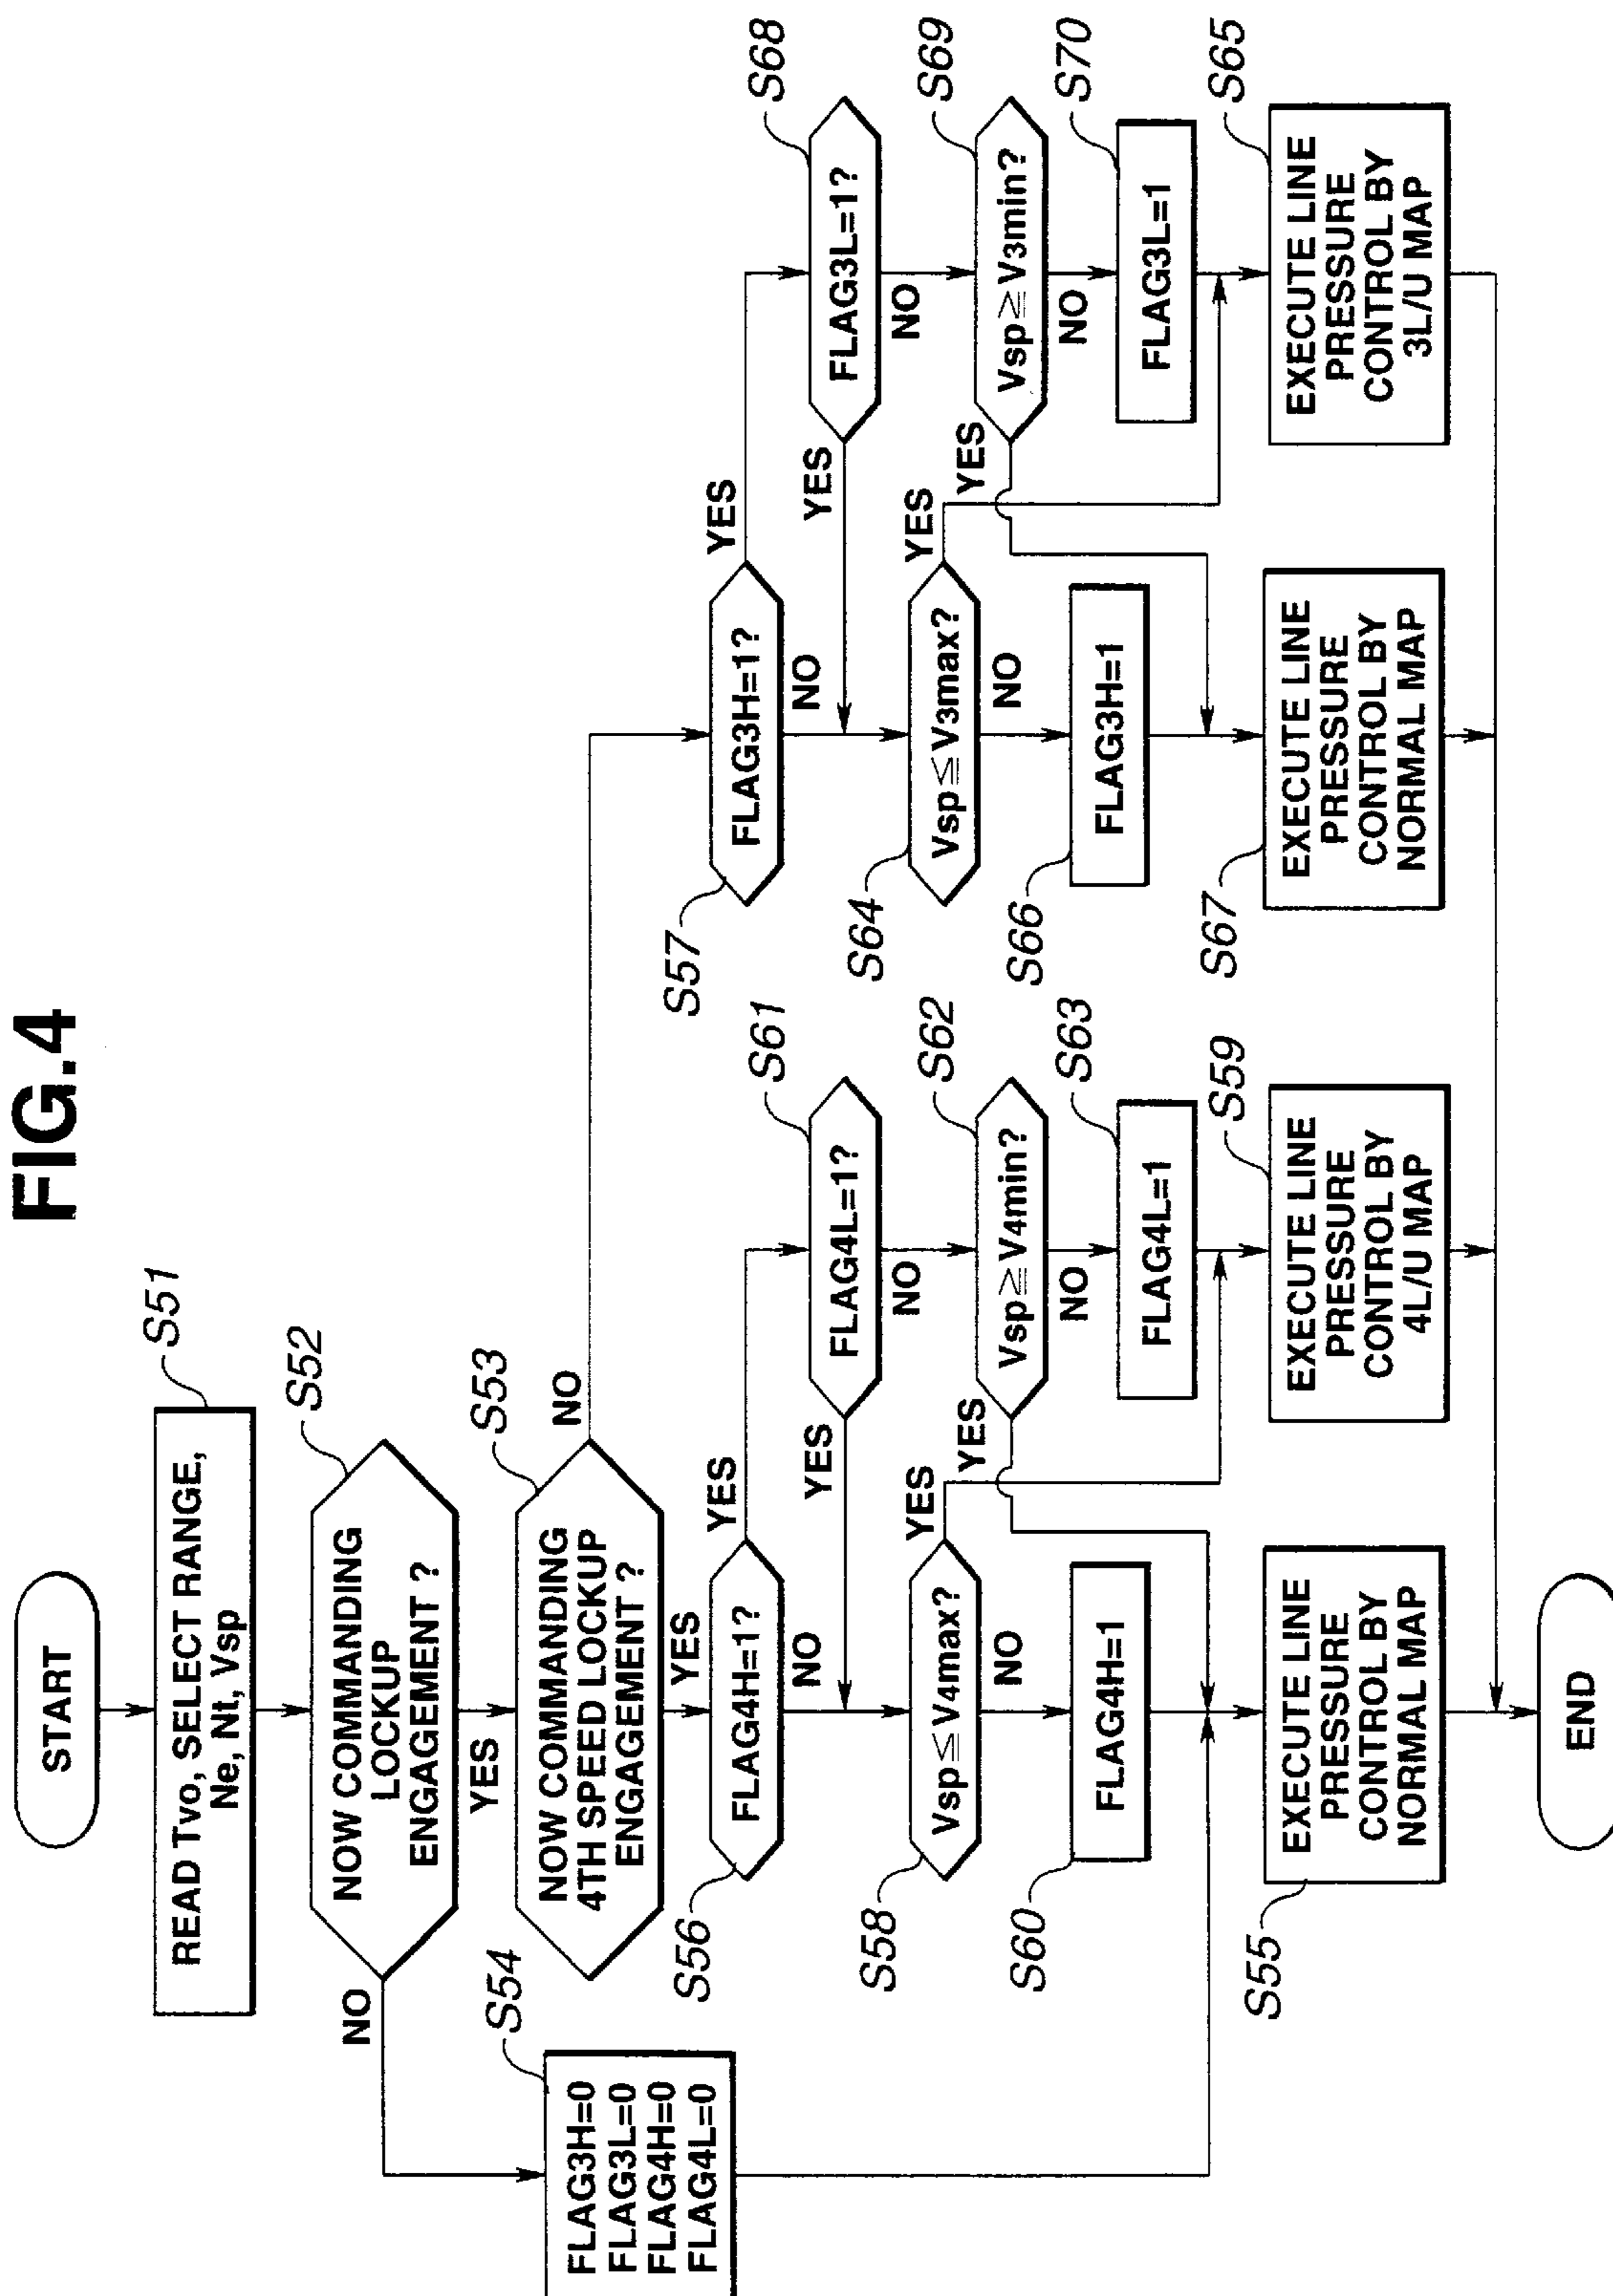 FIG.4
START
S51
READ Tvo, SELECT RANGE,
Ne, Nt, Vsp
S52
NOW COMMANDING
LOCKUP
ENGAGEMENT ?
NO
YES
S53
NOW COMMANDING
4TH SPEED LOCKUP
ENGAGEMENT ?
NO
YES
S54
FLAG3H=0
FLAG3L=0
FLAG4H=0
FLAG4L=0
S56
FLAG4H=1?
YES
NO
S61
FLAG4L=1?
YES
NO
S58
Vsp≦V4max?
YES
NO
S62
Vsp≧V4min?
YES
NO
S60
FLAG4H=1
S63
FLAG4L=1
S55
EXECUTE LINE
PRESSURE
CONTROL BY
NORMAL MAP
S59
EXECUTE LINE
PRESSURE
CONTROL BY
4L/U MAP
S57
FLAG3H=1?
YES
NO
S68
FLAG3L=1?
YES
NO
S64
Vsp≦V3max?
YES
NO
S69
Vsp≧V3min?
YES
NO
S66
FLAG3H=1
S70
FLAG3L=1
S67
EXECUTE LINE
PRESSURE
CONTROL BY
NORMAL MAP
S65
EXECUTE LINE
PRESSURE
CONTROL BY
3L/U MAP
END